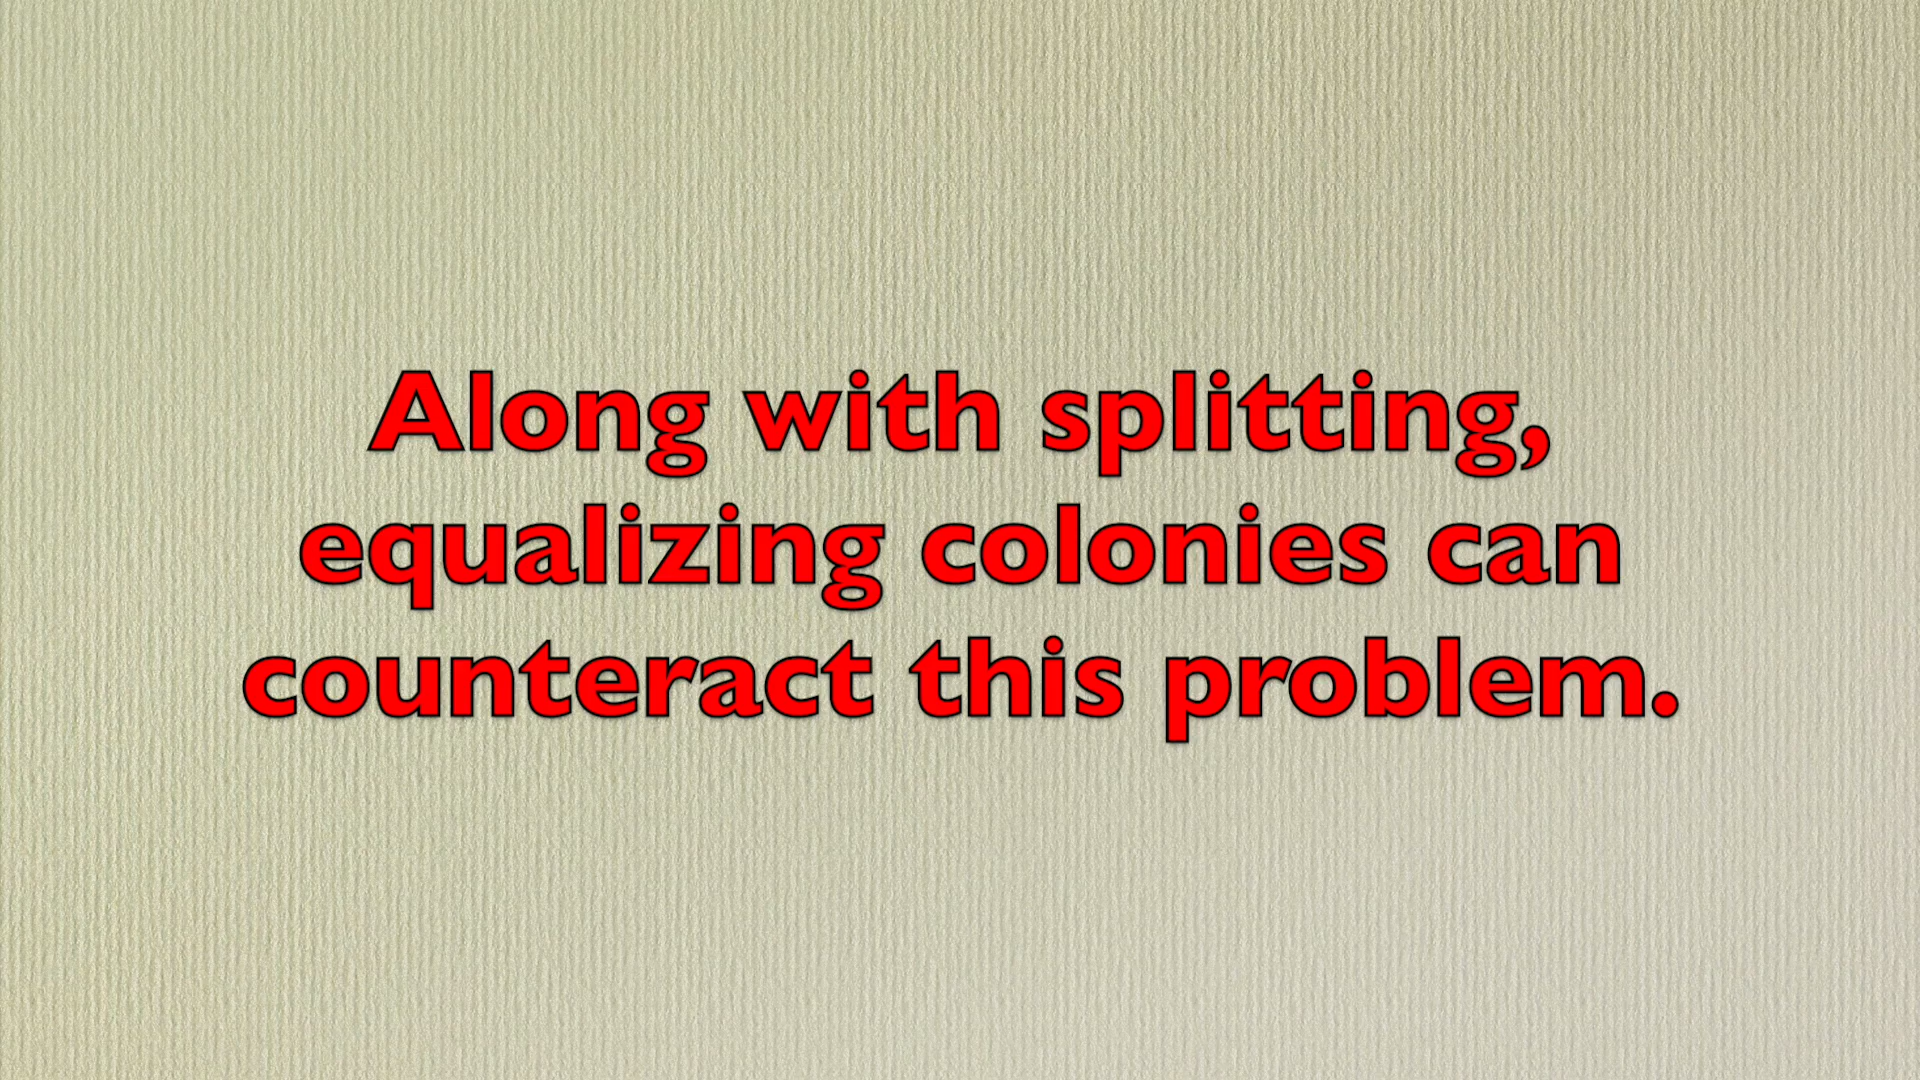 Along with splitting,
equalizing colonies can
counteract this problem.